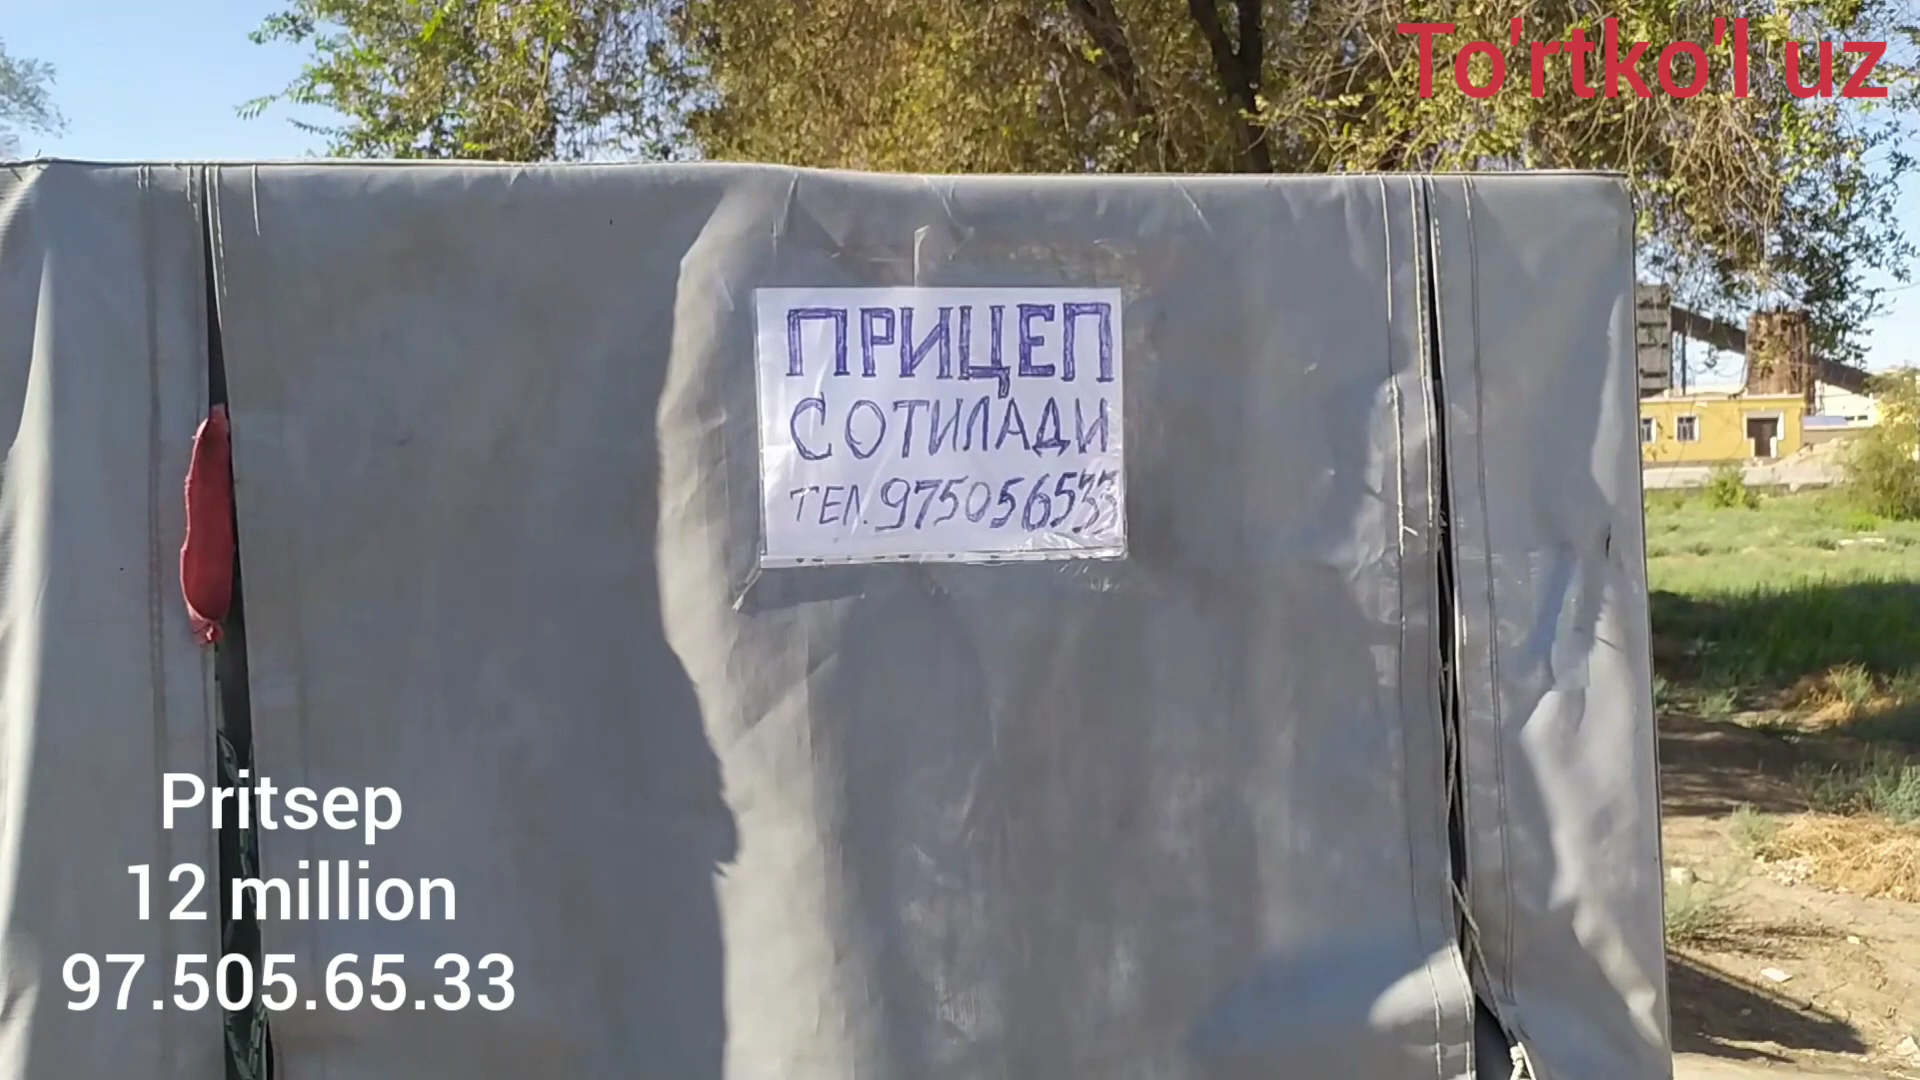 To'rtko'l uz
ПРИЦЕП
СОТИЛАДИ
ТЕЛ. 975056533
Pritsep
12 million
97.505.65.33